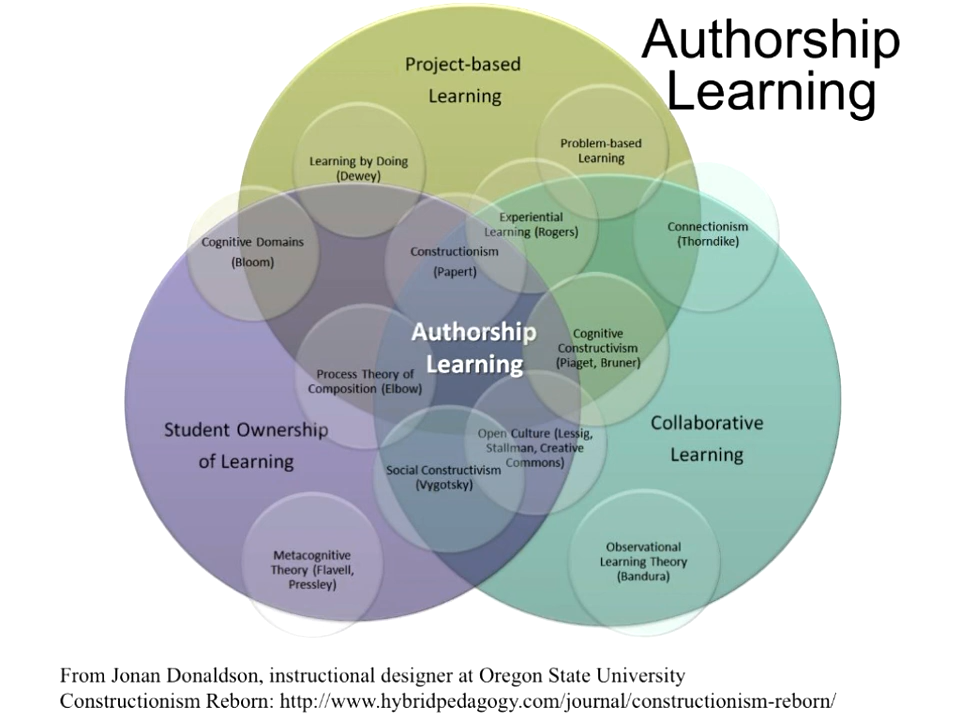 Authorship
Learning
Project-based
Learning
Learning by Doing
(Dewey)
Problem-based
Learning
Experiential
Learning (Rogers)
Connectionism
(Thorndike)
Cognitive Domains
(Bloom)
Constructionism
(Papert)
Authorship
Learning
Cognitive
Constructivism
(Piaget, Bruner)
Process Theory of
Composition (Elbow)
Student Ownership
of Learning
Collaborative
Learning
Open Culture (Lessig,
Stallman, Creative
Commons)
Social Constructivism
(Vygotsky)
Metacognitive
Theory (Flavell,
Pressley)
Observational
Learning Theory
(Bandura)
From Jonan Donaldson, instructional designer at Oregon State University
Constructionism Reborn: http://www.hybridpedagogy.com/journal/constructionism-reborn/